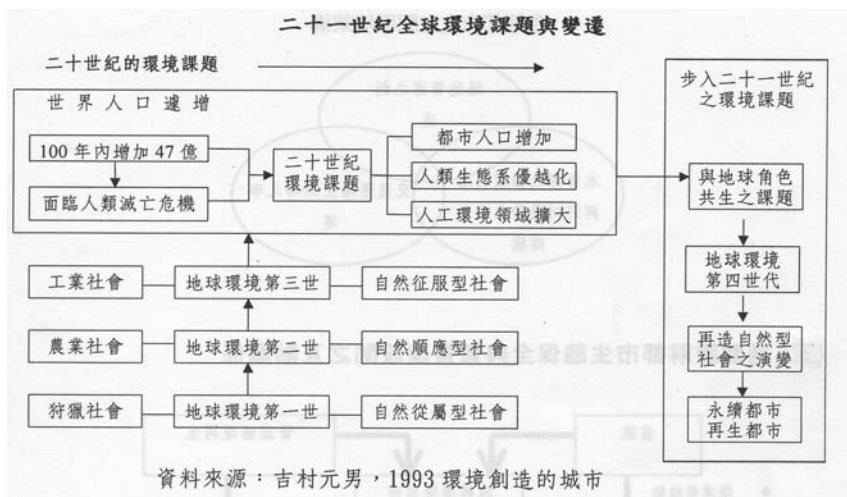 二十一世紀全球環境課題與變遷
二十世紀的環境課題
世界人口遽增
100 年內增加 47 億
面臨人類滅亡危機
二十世紀
環境課題
都市人口增加
人類生態系優越化
人工環境領域擴大
工業社會
地球環境第三世
自然征服型社會
農業社會
地球環境第二世
自然順應型社會
狩獵社會
地球環境第一世
自然從屬型社會
步入二十一世紀
之環境課題
與地球角色
共生之課題
地球環境
第四世代
再造自然型
社會之演變
永續都市
再生都市
資料來源：吉村元男，1993 環境創造的城市